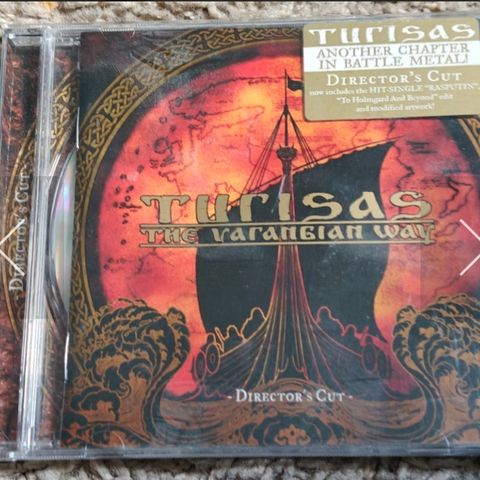 TURISAS
ANOTHER CHAPTER
IN BATTLE METAL!
DIRECTOR'S CUT
now includes the HIT-SINGLE "RASPUTIN",
"To Holmgard And Beyond" edit
and modified artwork!
TURISAS
THE VARANGIAN WAY
- DIRECTOR'S CUT -
- DIRECTOR'S CUT -